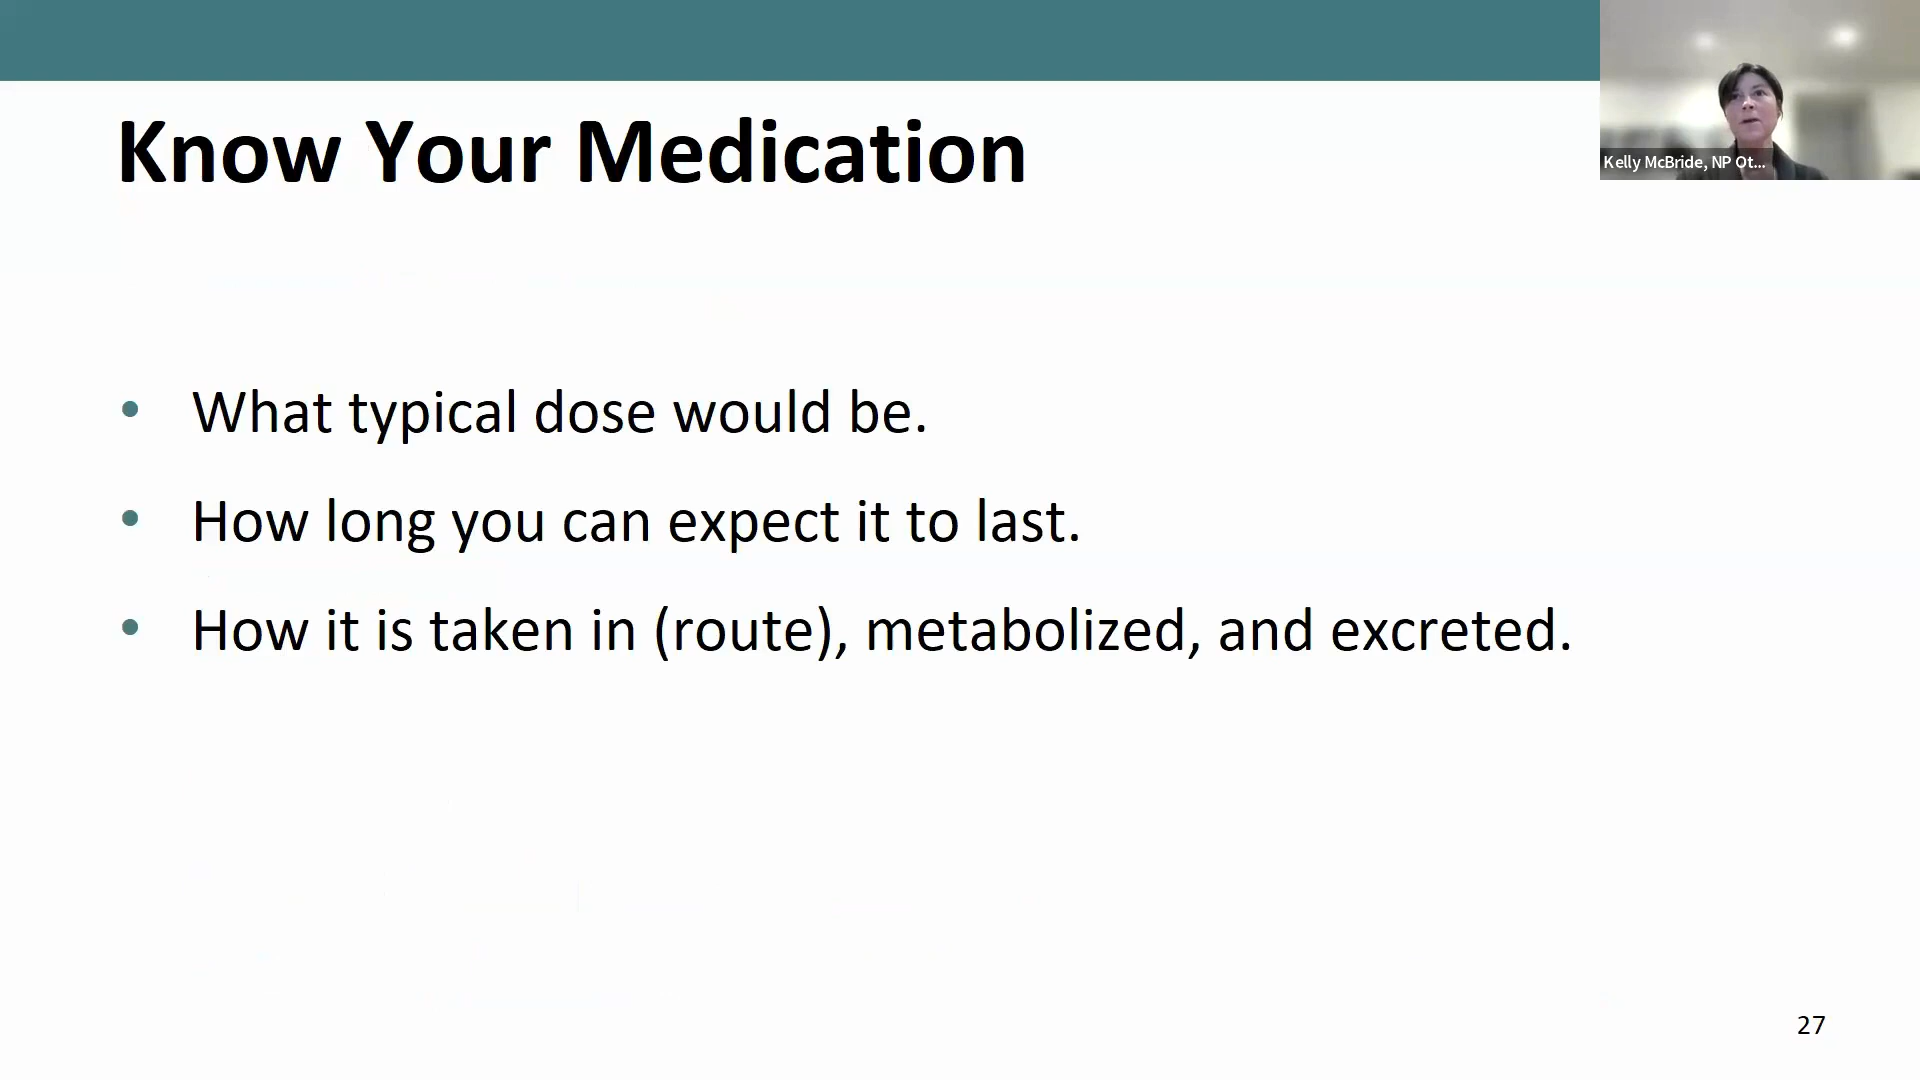 Know Your Medication
Kelly McBride, NP Ot...
• What typical dose would be.
• How long you can expect it to last.
• How it is taken in (route), metabolized, and excreted.
27